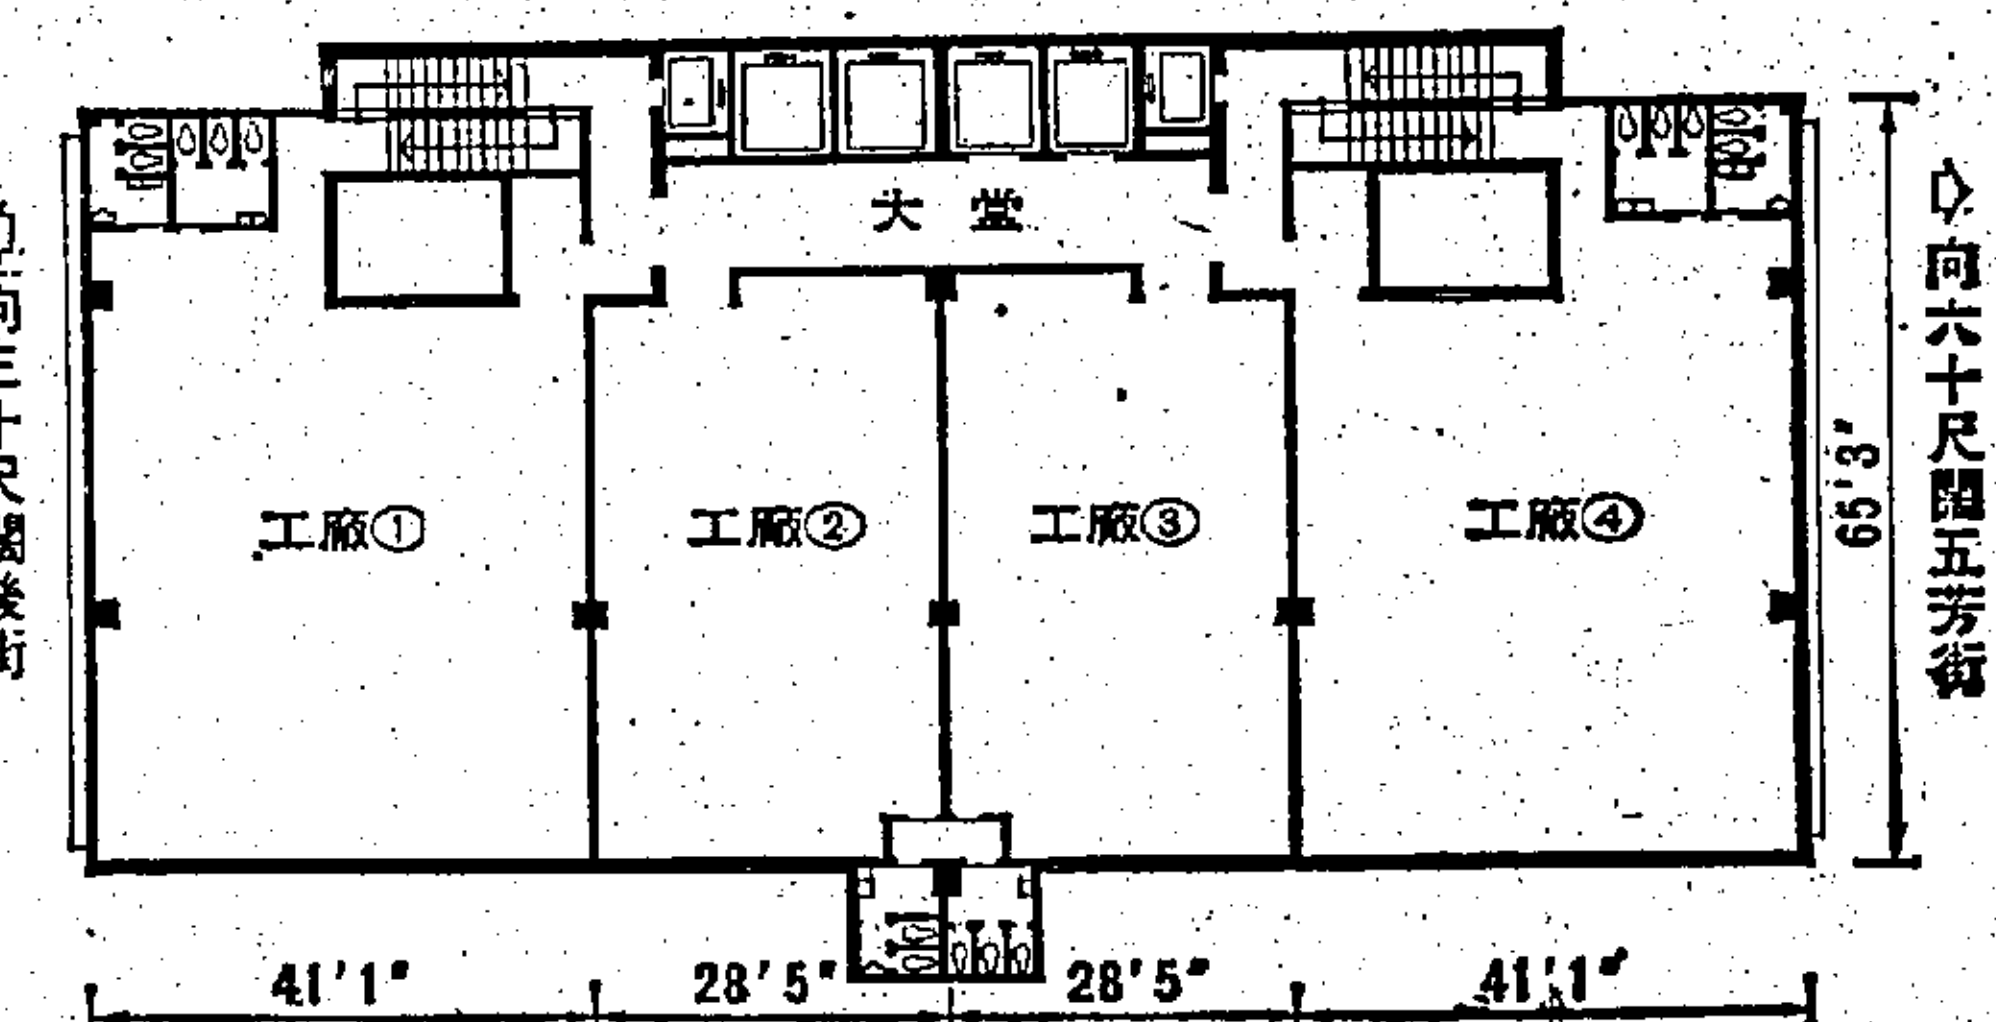 大堂
工廠① 工廠② 工廠③ 工廠④
65'3"
向六十尺闊五芳街
41'1" 28'5" 28'5" 41'1"